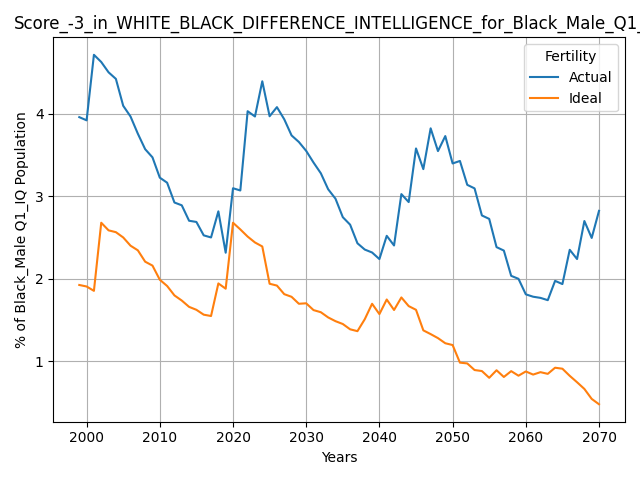 Score_-3_in_WHITE_BLACK_DIFFERENCE_INTELLIGENCE_for_Black_Male_Q1_
Fertility
Actual
Ideal
% of Black_Male Q1_IQ Population
4
3
2
1
2000 2010 2020 2030 2040 2050 2060 2070
Years